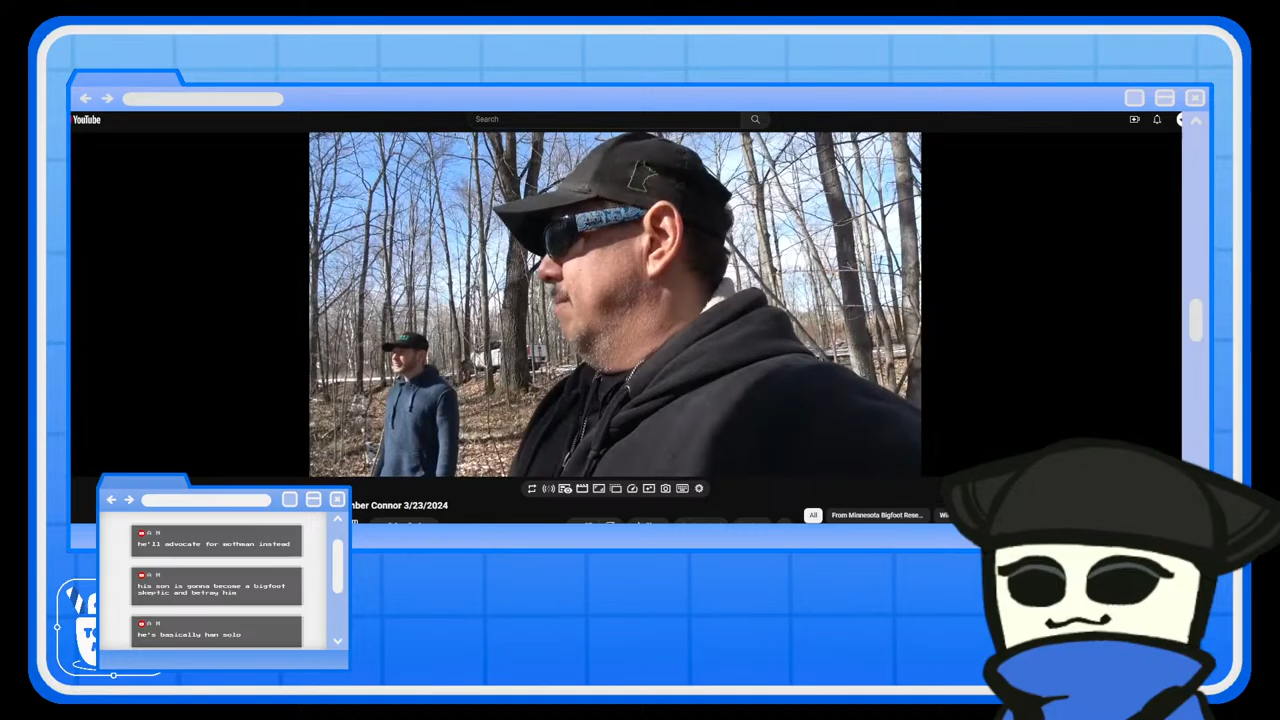 YouTube
Search
mber Connor 3/23/2024
All
From Minnesota Bigfoot Rese...
A M
he'll advocate for mothman instead
A M
his son is gonna become a bigfoot
skeptic and betray him
A M
he's basically han solo